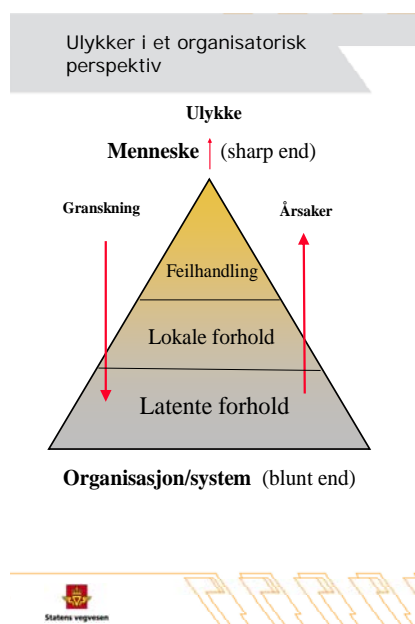 Ulykker i et organisatorisk
perspektiv
Ulykke
Menneske (sharp end)
Granskning
Årsaker
Feilhandling
Lokale forhold
Latente forhold
Organisasjon/system (blunt end)
Statens vegvesen